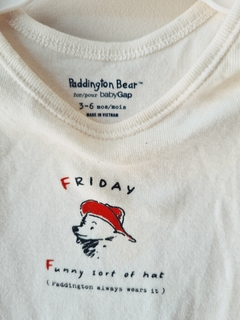 Paddington Bear™
for/pour babyGap
3-6 mos/mois
MADE IN VIETNAM
FRIDAY
Funny sort of hat
(Paddington always wears it)